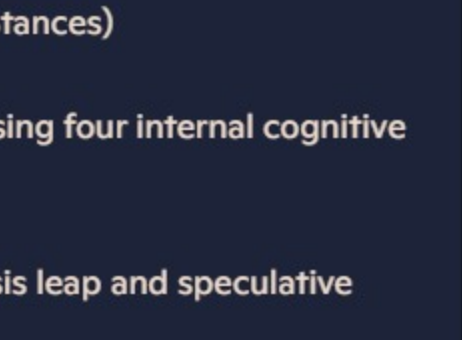 tances)
sing four internal cognitive
sis leap and speculative